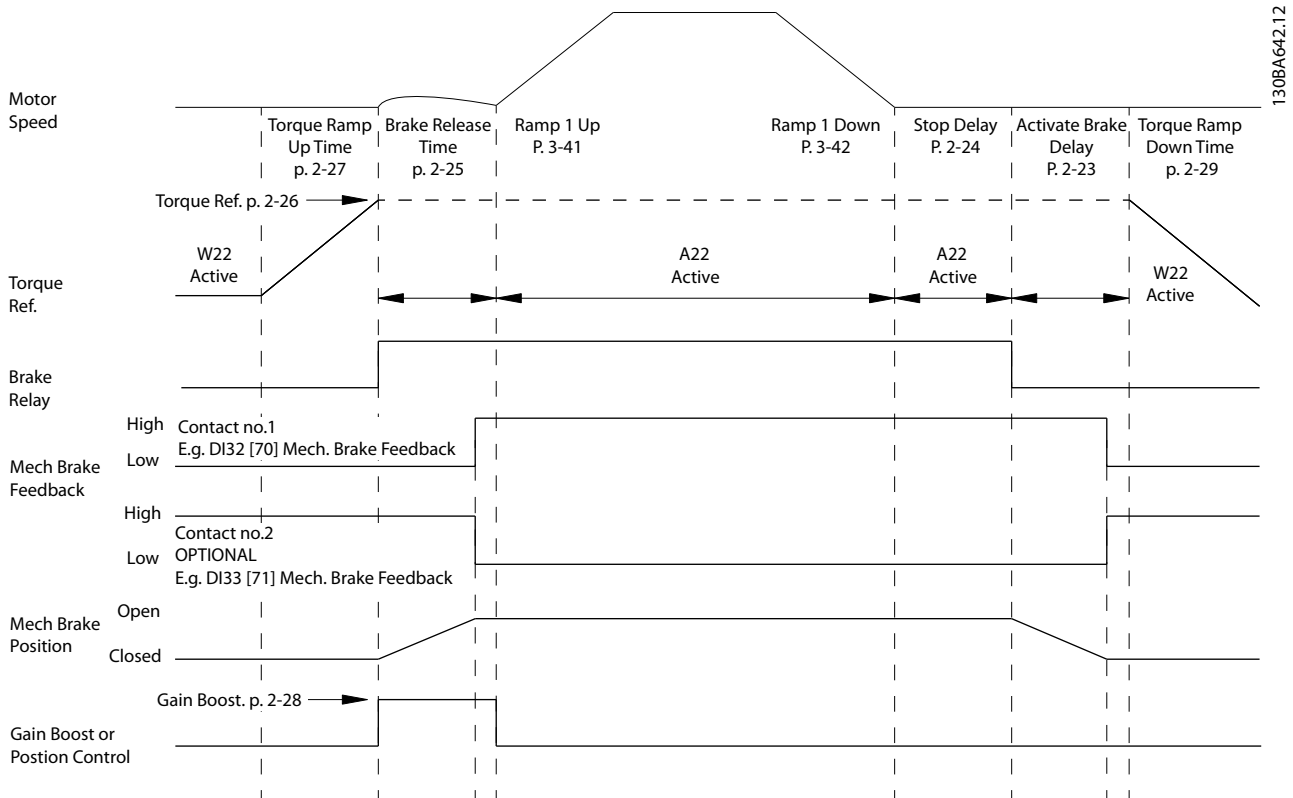 130BA642.12
Motor
Speed
Torque Ramp
Up Time
p. 2-27
Brake Release
Time
p. 2-25
Ramp 1 Up
P. 3-41
Ramp 1 Down
P. 3-42
Stop Delay
P. 2-24
Activate Brake
Delay
P. 2-23
Torque Ramp
Down Time
p. 2-29
Torque Ref. p. 2-26
Torque
Ref.
W22
Active
A22
Active
A22
Active
W22
Active
Brake
Relay
Mech Brake
Feedback
High
Contact no.1
E.g. DI32 [70] Mech. Brake Feedback
Low
High
Contact no.2
Low
OPTIONAL
E.g. DI33 [71] Mech. Brake Feedback
Mech Brake
Position
Open
Closed
Gain Boost. p. 2-28
Gain Boost or
Postion Control